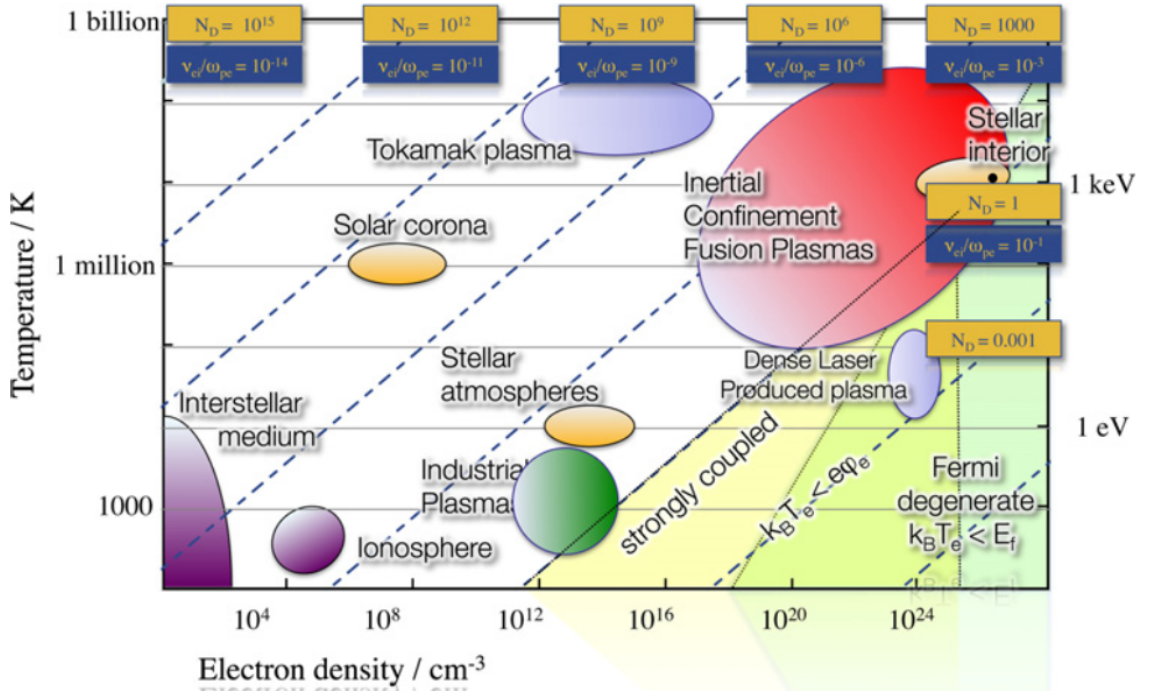 1 billion
N_D = 10^15
N_D = 10^12
N_D = 10^9
N_D = 10^6
N_D = 1000
ν_ei/ω_pe = 10^-14
ν_ei/ω_pe = 10^-11
ν_ei/ω_pe = 10^-9
ν_ei/ω_pe = 10^-6
ν_ei/ω_pe = 10^-3
Stellar
interior
Tokamak plasma
1 keV
Inertial
Confinement
Fusion Plasmas
N_D = 1
ν_ei/ω_pe = 10^-1
Solar corona
1 million
Temperature / K
N_D = 0.001
Stellar
atmospheres
Dense Laser
Produced plasma
Interstellar
medium
1 eV
Industrial
Plasmas
strongly coupled
k_BT_e < eφ_e
Fermi
degenerate
k_BT_e < E_f
1000
Ionosphere
10^4
10^8
10^12
10^16
10^20
10^24
Electron density / cm^-3